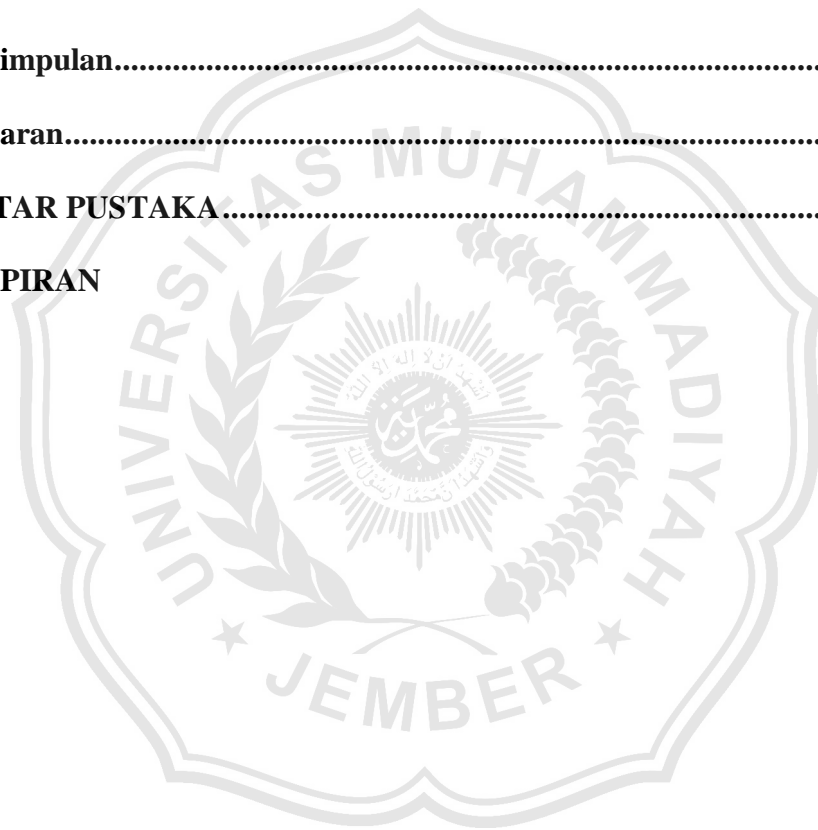 impulan........................................................................................
aran..............................................................................................
TAR PUSTAKA........................................................................
PIRAN
UNIVERSITAS MUHAMMADIYAH
JEMBER